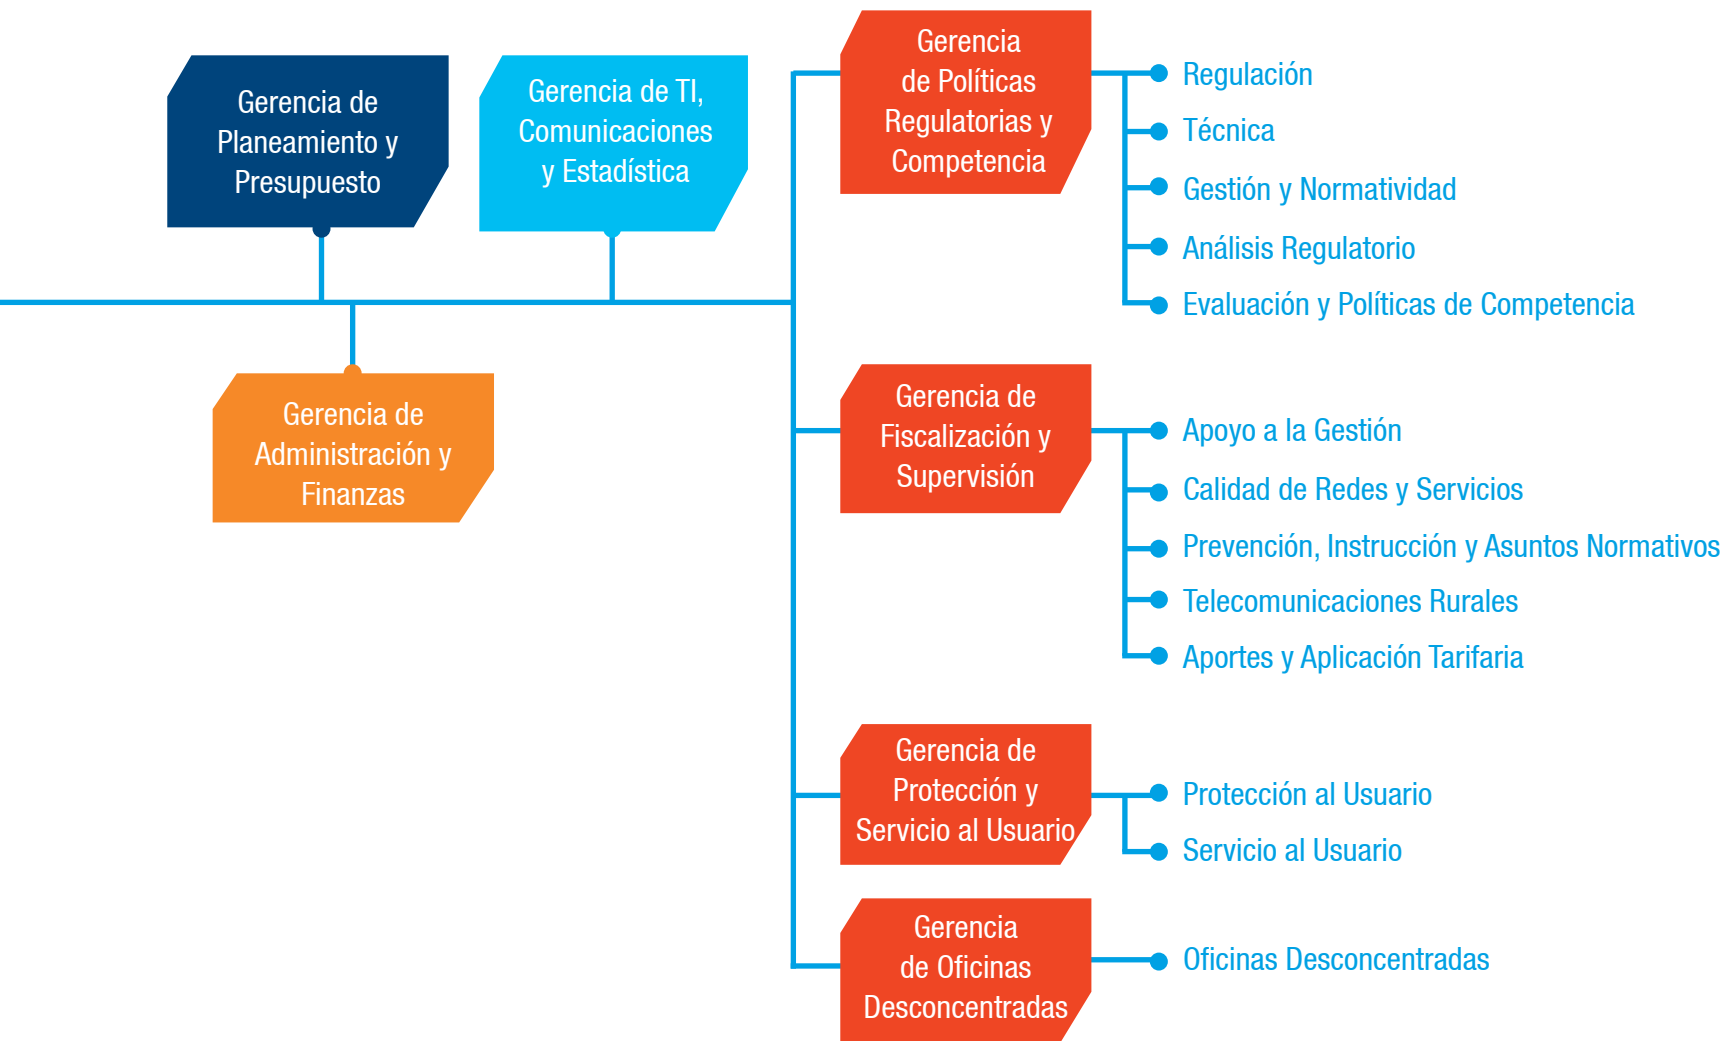 Gerencia de
Planeamiento y
Presupuesto
Gerencia de TI,
Comunicaciones
y Estadística
Gerencia de
Administración y
Finanzas
Gerencia
de Políticas
Regulatorias y
Competencia
Regulación
Técnica
Gestión y Normatividad
Análisis Regulatorio
Evaluación y Políticas de Competencia
Gerencia de
Fiscalización y
Supervisión
Apoyo a la Gestión
Calidad de Redes y Servicios
Prevención, Instrucción y Asuntos Normativos
Telecomunicaciones Rurales
Aportes y Aplicación Tarifaria
Gerencia de
Protección y
Servicio al Usuario
Protección al Usuario
Servicio al Usuario
Gerencia
de Oficinas
Desconcentradas
Oficinas Desconcentradas